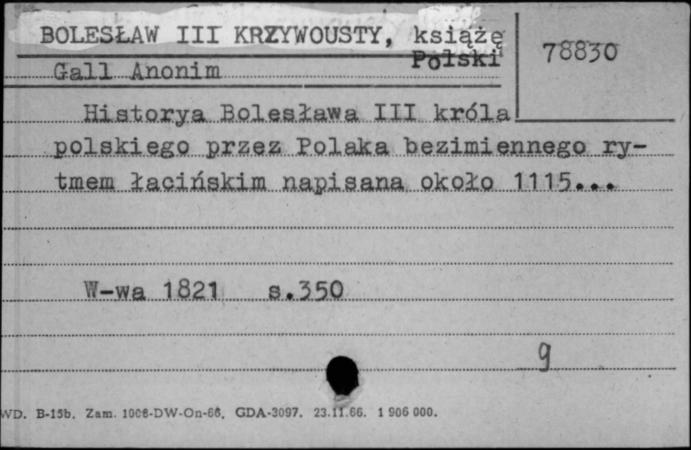 BOLESŁAW III KRZYWOUSTY, książę
Polski
78830
Gall Anonim
Historya Bolesława III króla
polskiego przez Polaka bezimiennego ry-
tmem łacińskim napisana około 1115...
W-wa 1821 s.350
9
WD. B-15b. Zam. 1006-DW-On-66. GDA-3097. 23.11.66. 1 906 000.